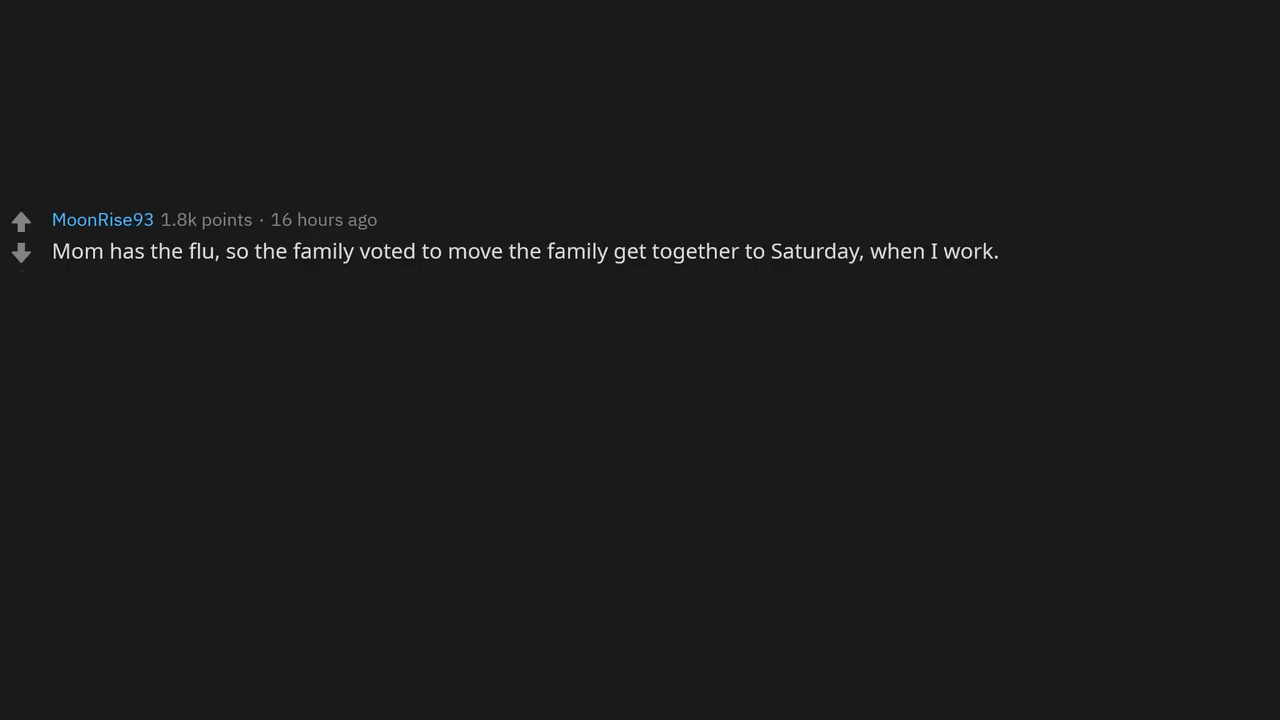 MoonRise93 1.8k points · 16 hours ago
Mom has the flu, so the family voted to move the family get together to Saturday, when I work.